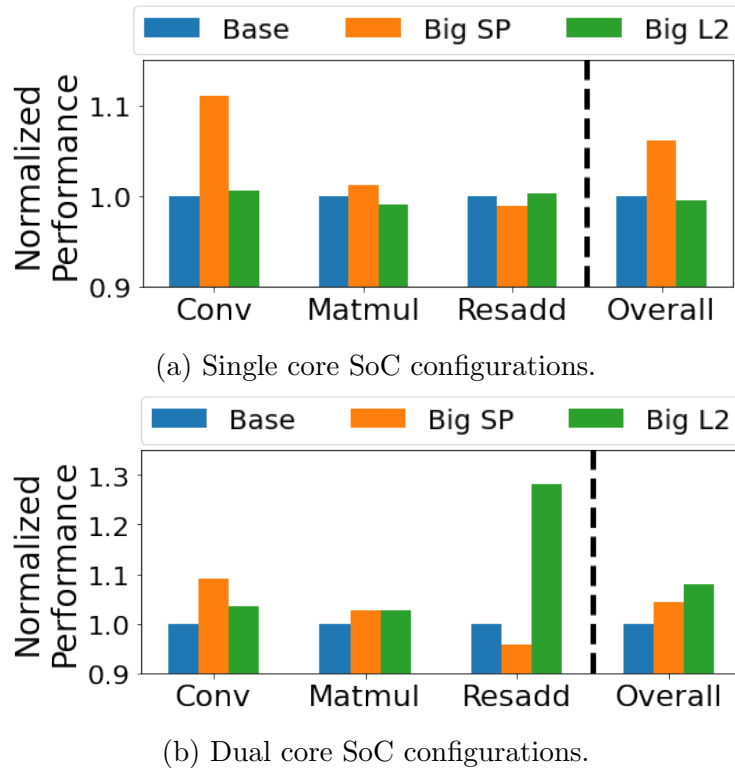 Base Big SP Big L2
Normalized
Performance
1.1
1.0
0.9
Conv Matmul Resadd Overall
(a) Single core SoC configurations.
Base Big SP Big L2
Normalized
Performance
1.3
1.2
1.1
1.0
0.9
Conv Matmul Resadd Overall
(b) Dual core SoC configurations.